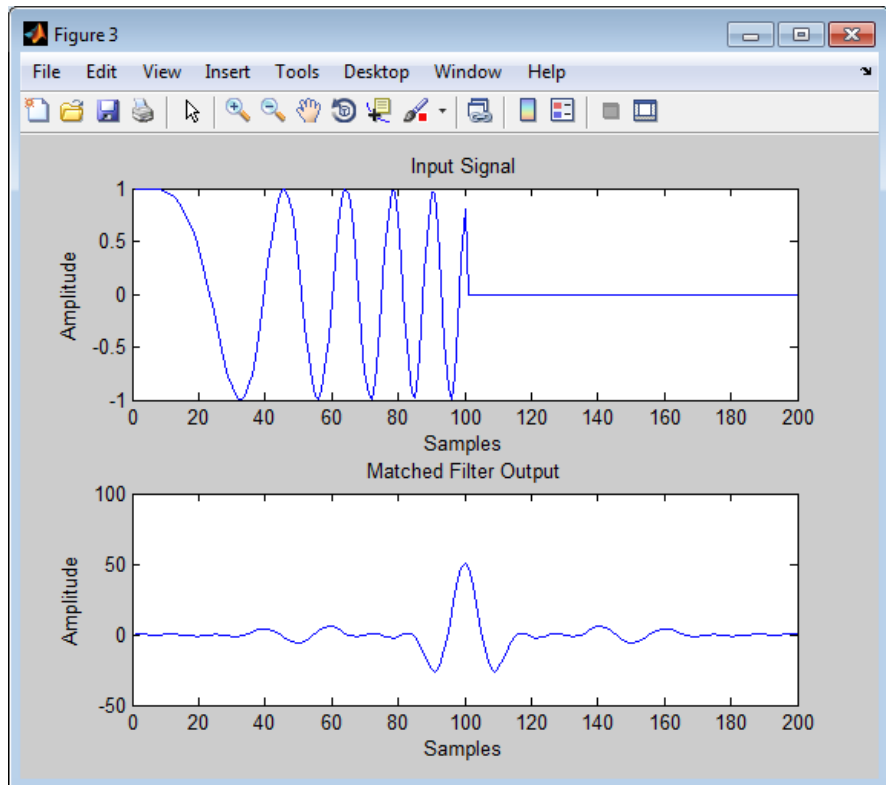 Figure 3
File Edit View Insert Tools Desktop Window Help
Input Signal
1
0.5
0
-0.5
-1
Amplitude
0 20 40 60 80 100 120 140 160 180 200
Samples
Matched Filter Output
100
50
0
-50
Amplitude
0 20 40 60 80 100 120 140 160 180 200
Samples